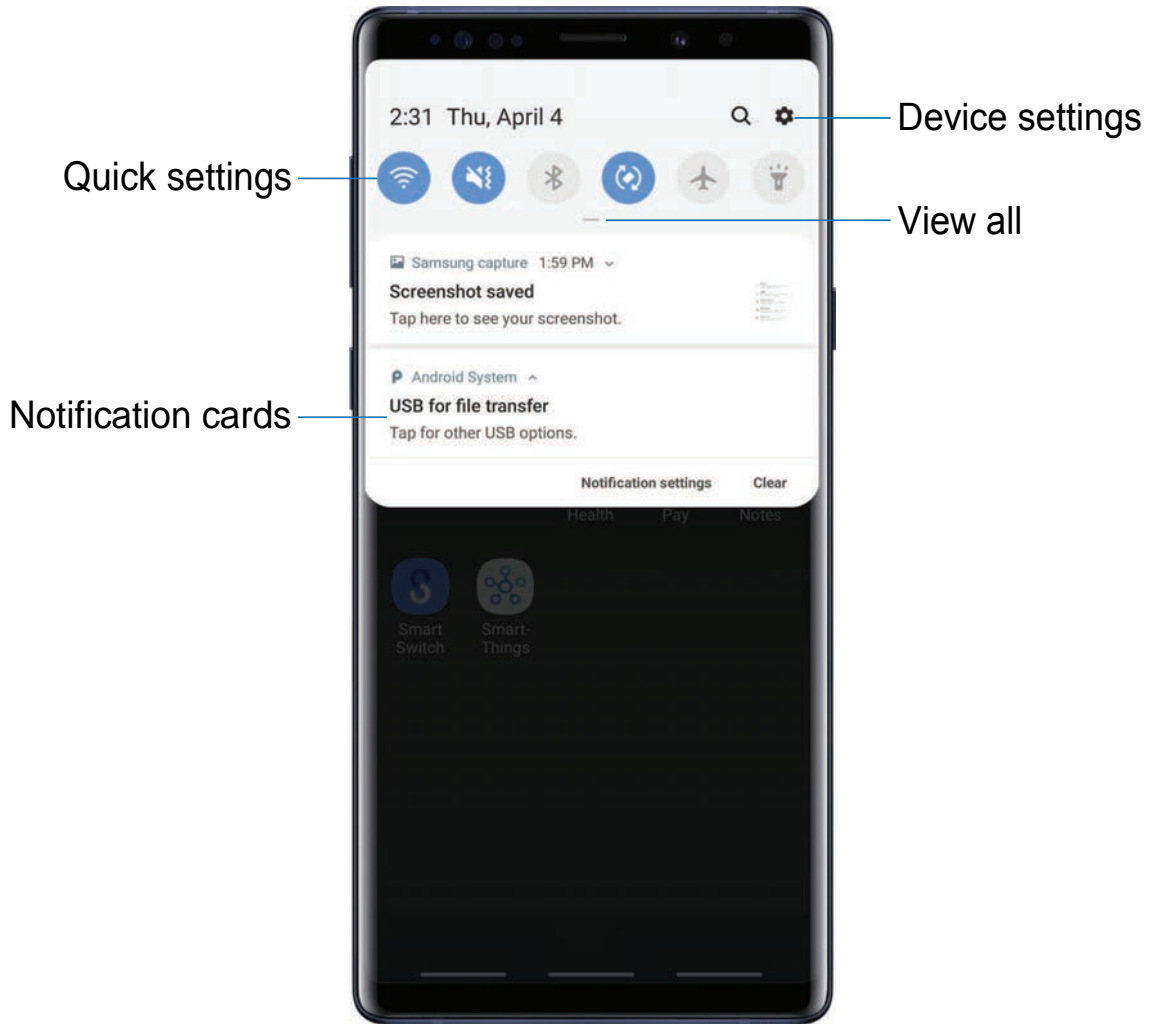 2:31 Thu, April 4
Device settings
Quick settings
View all
Samsung capture 1:59 PM
Screenshot saved
Tap here to see your screenshot.
Android System
Notification cards
USB for file transfer
Tap for other USB options.
Notification settings Clear
Health Pay Notes
Smart Smart-
Switch Things